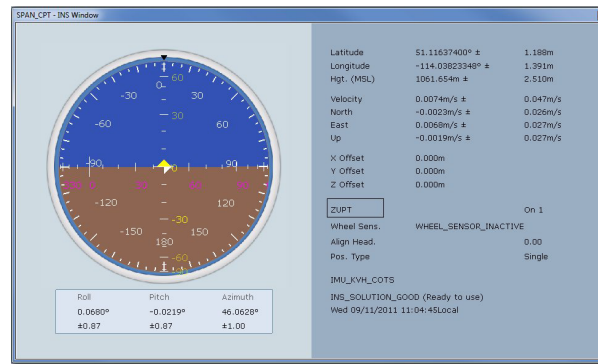 SPAN_CPT - INS Window
60
0
-30 30
30
-60 60
-90 90
0
-120 120
-30
-150 150
180
-60
Roll Pitch Azimuth
0.0680° -0.0219° 46.0628°
±0.87 ±0.87 ±1.00
Latitude 51.11637400° ± 1.188m
Longitude -114.03823348° ± 1.391m
Hgt. (MSL) 1061.654m ± 2.510m
Velocity 0.0074m/s ± 0.047m/s
North -0.0023m/s ± 0.026m/s
East 0.0068m/s ± 0.027m/s
Up -0.0019m/s ± 0.027m/s
X Offset 0.000m
Y Offset 0.000m
Z Offset 0.000m
ZUPT On 1
Wheel Sens. WHEEL_SENSOR_INACTIVE
Align Head. 0.00
Pos. Type Single
IMU_KVH_COTS
INS_SOLUTION_GOOD (Ready to use)
Wed 09/11/2011 11:04:45Local